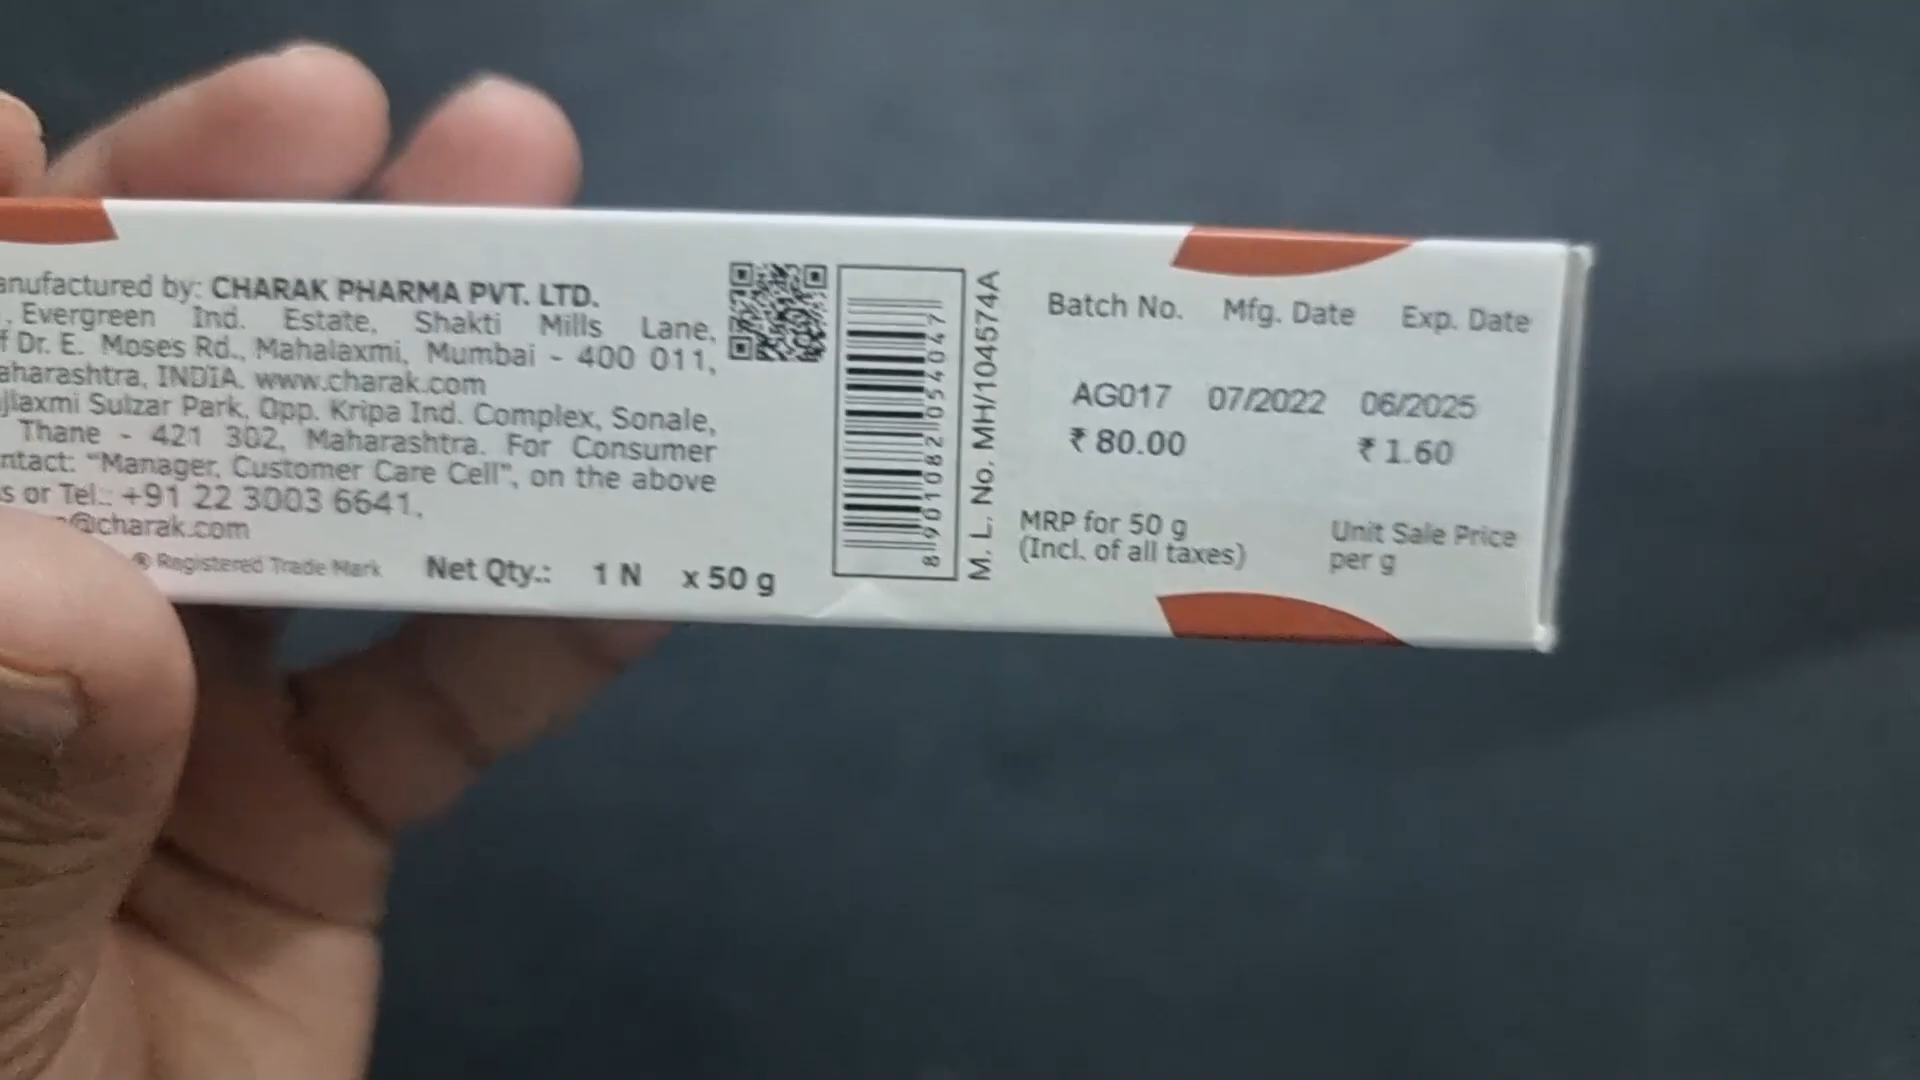 anufactured by: CHARAK PHARMA PVT. LTD.
, Evergreen Ind. Estate, Shakti Mills Lane,
f Dr. E. Moses Rd., Mahalaxmi, Mumbai - 400 011,
aharashtra, INDIA. www.charak.com
jlaxmi Sulzar Park, Opp. Kripa Ind. Complex, Sonale,
Thane - 421 302, Maharashtra. For Consumer
ntact: "Manager, Customer Care Cell", on the above
s or Tel.: +91 22 3003 6641,
@charak.com
® Registered Trade Mark
Net Qty.: 1 N x 50 g
8901082054047
M. L. No. MH/104574A
Batch No. Mfg. Date Exp. Date
AG017 07/2022 06/2025
₹ 80.00 ₹ 1.60
MRP for 50 g
(Incl. of all taxes)
Unit Sale Price
per g